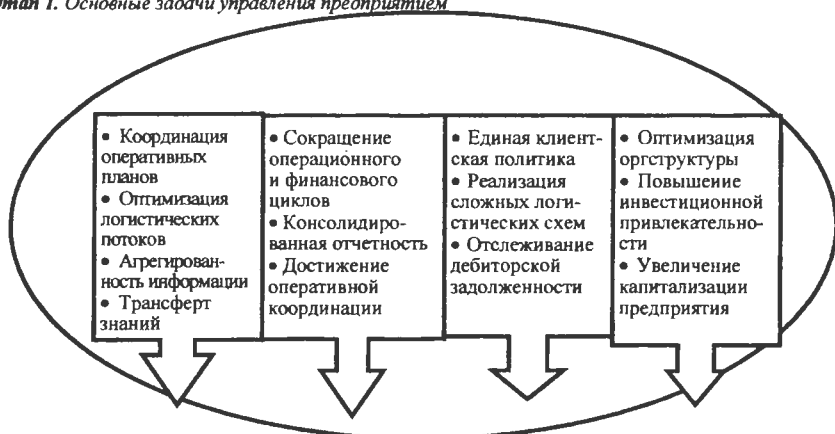 тап 1. Основные задачи управления предприятием
• Координация
оперативных
планов
• Оптимизация
логистических
потоков
• Агрегирован-
ность информации
• Трансферт
знаний
• Сокращение
операционного
и финансового
циклов
• Консолидиро-
ванная отчетность
• Достижение
оперативной
координации
• Единая клиент-
ская политика
• Реализация
сложных логи-
стических схем
• Отслеживание
дебиторской
задолженности
• Оптимизация
оргструктуры
• Повышение
инвестиционной
привлекательно-
сти
• Увеличение
капитализации
предприятия